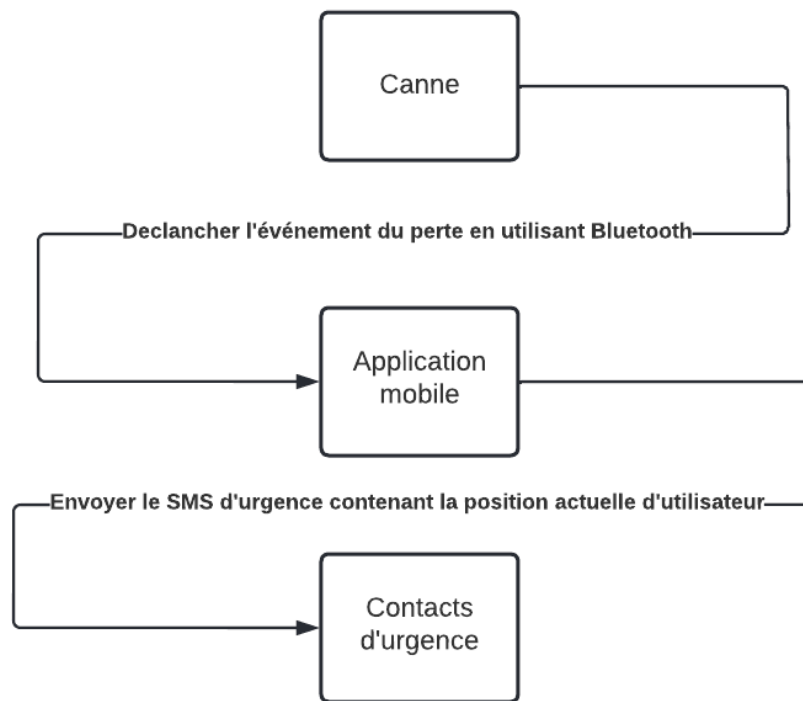 Canne
Declancher l'événement du perte en utilisant Bluetooth
Application
mobile
Envoyer le SMS d'urgence contenant la position actuelle d'utilisateur
Contacts
d'urgence